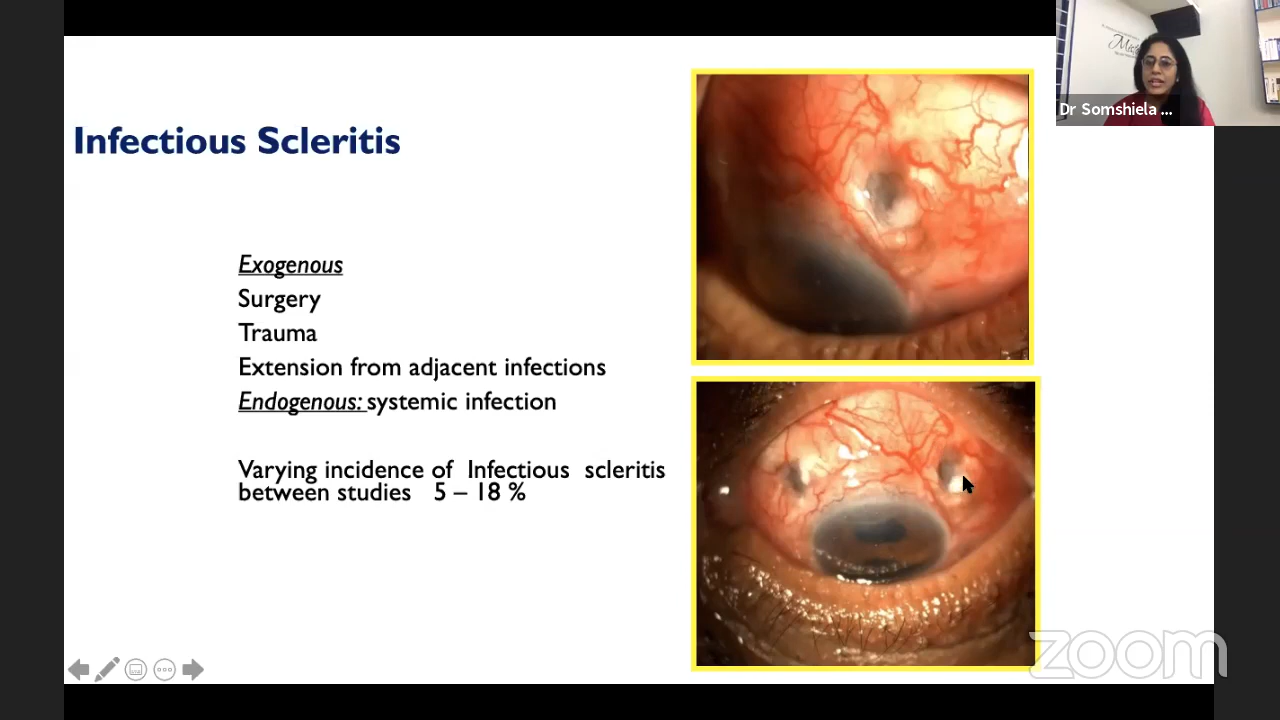 Infectious Scleritis
Exogenous
Surgery
Trauma
Extension from adjacent infections
Endogenous: systemic infection
Varying incidence of Infectious scleritis
between studies 5 – 18 %
Dr Somshiela ...
zoom